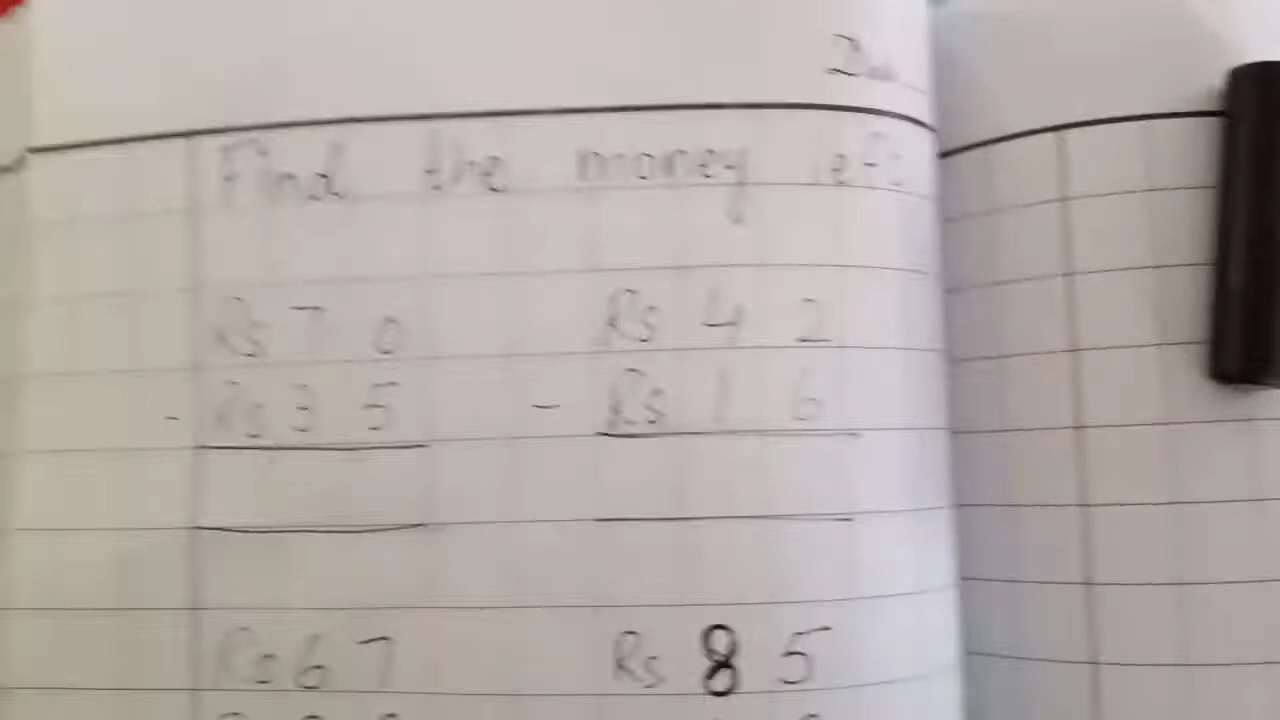 Find the money left
Rs 7 0 Rs 4 2
- Rs 3 5 - Rs 1 6
Rs 6 7 Rs 8 5